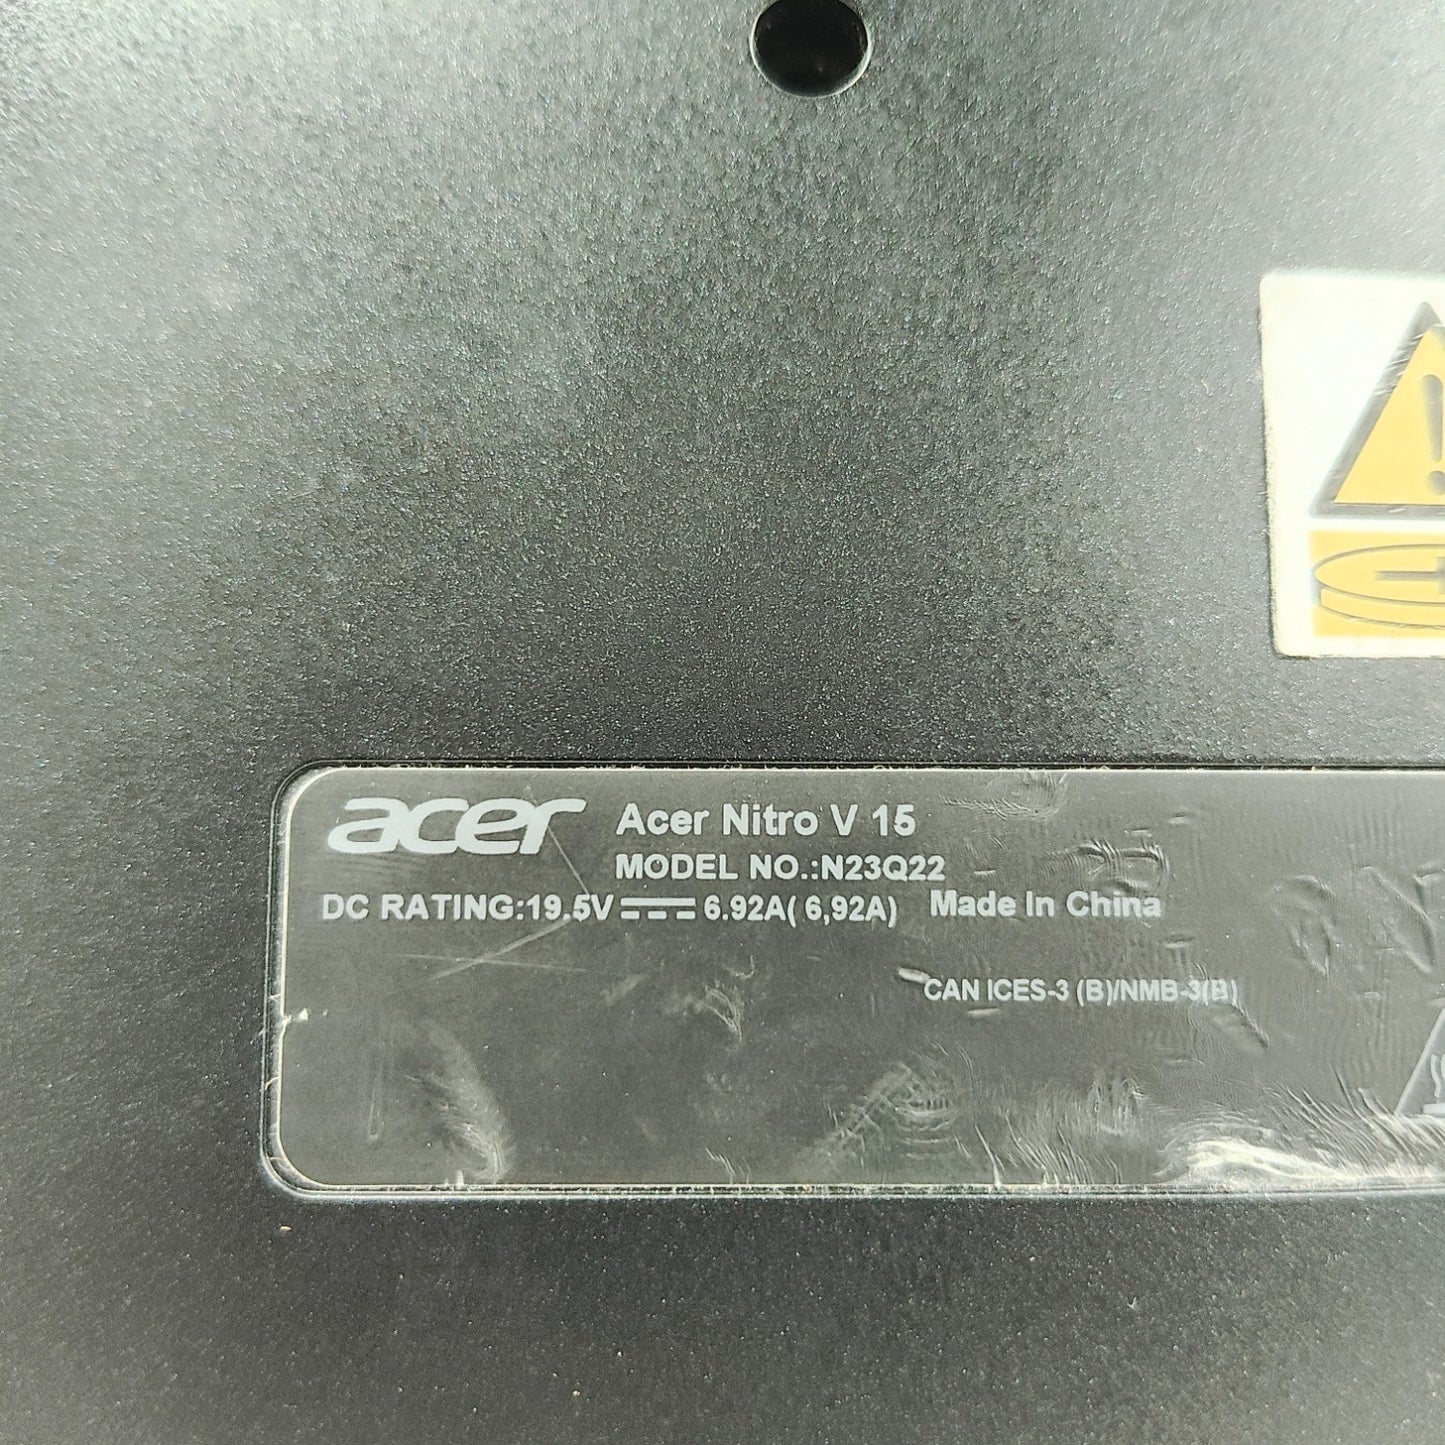 acer Acer Nitro V 15
MODEL NO.:N23Q22
DC RATING:19.5V 6.92A( 6,92A) Made In China
CAN ICES-3 (B)/NMB-3(B)